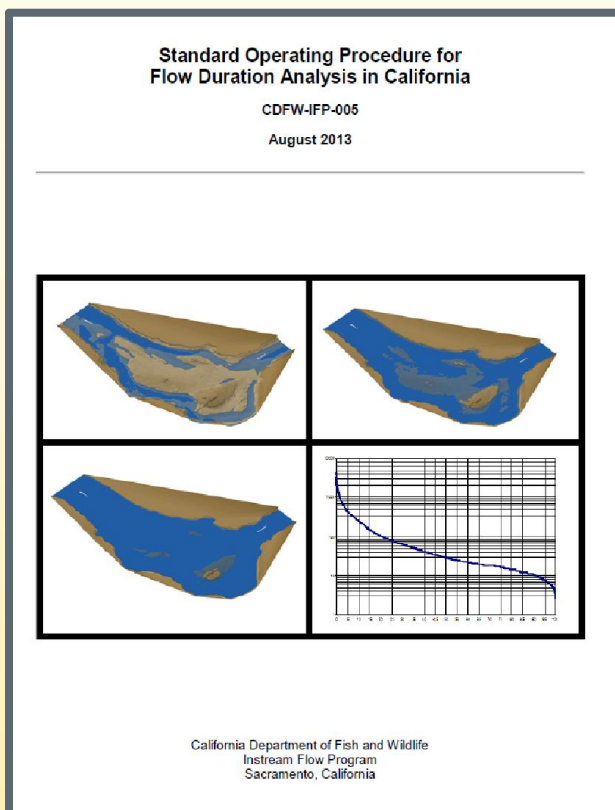 Standard Operating Procedure for
Flow Duration Analysis in California
CDFW-IFP-005
August 2013
California Department of Fish and Wildlife
Instream Flow Program
Sacramento, California